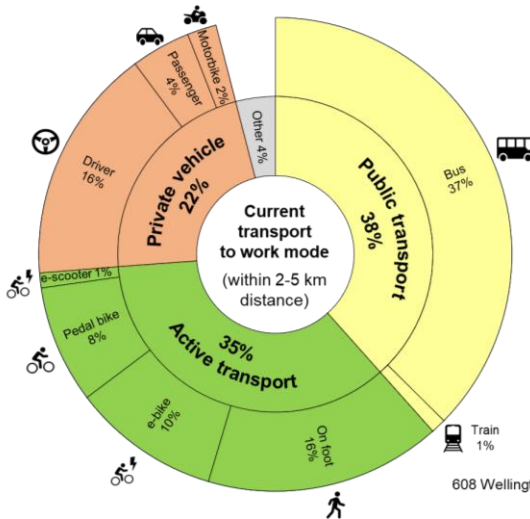 Current
transport
to work mode
(within 2-5 km
distance)
Public transport
38%
Bus
37%
Train
1%
35%
Active transport
On foot
16%
e-bike
10%
Pedal bike
8%
e-scooter 1%
Private vehicle
22%
Driver
16%
Passenger
4%
Motorbike 2%
Other 4%
608 Wellingt